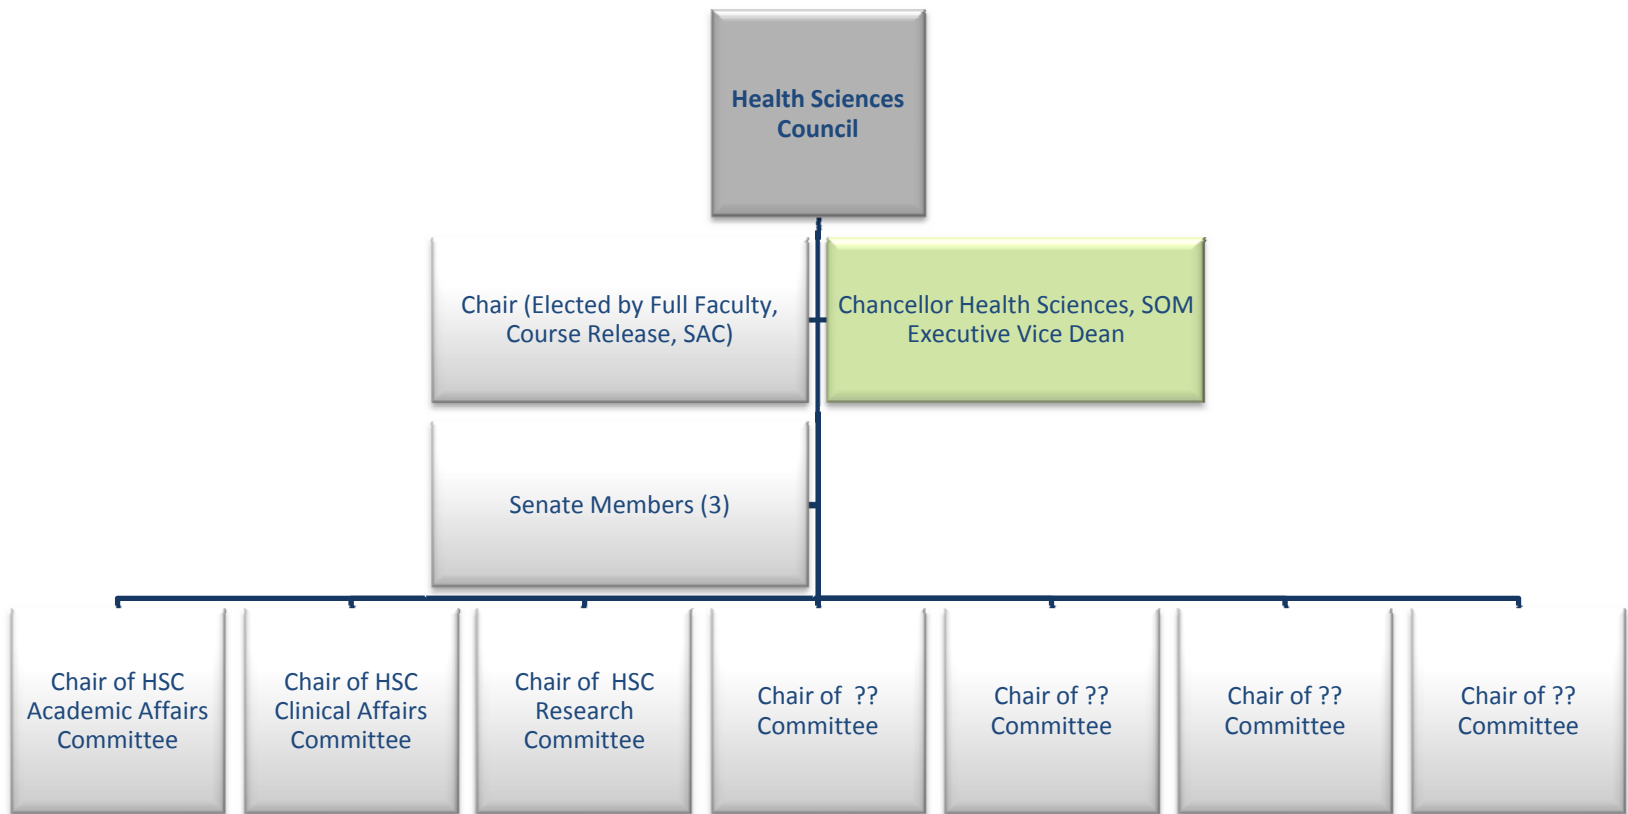 Health Sciences
Council
Chair (Elected by Full Faculty,
Course Release, SAC)
Chancellor Health Sciences, SOM
Executive Vice Dean
Senate Members (3)
Chair of HSC
Academic Affairs
Committee
Chair of HSC
Clinical Affairs
Committee
Chair of  HSC
Research
Committee
Chair of  ??
Committee
Chair of ??
Committee
Chair of ??
Committee
Chair of ??
Committee